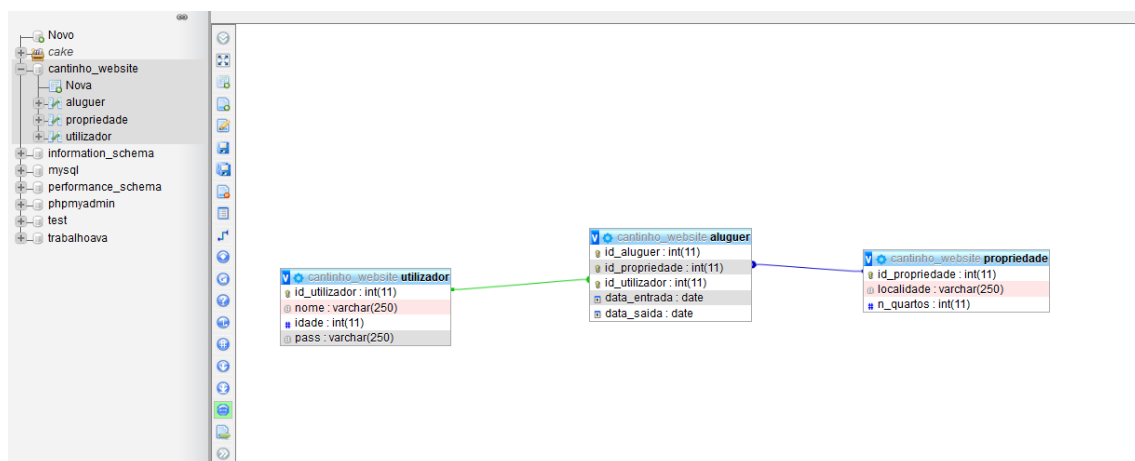 Novo
cake
cantinho_website
Nova
aluguer
propriedade
utilizador
information_schema
mysql
performance_schema
phpmyadmin
test
trabalhoava
V cantinho_website utilizador
id_utilizador : int(11)
nome : varchar(250)
idade : int(11)
pass : varchar(250)
V cantinho_website aluguer
id_aluguer : int(11)
id_propriedade : int(11)
id_utilizador : int(11)
data_entrada : date
data_saida : date
V cantinho_website propriedade
id_propriedade : int(11)
localidade : varchar(250)
n_quartos : int(11)